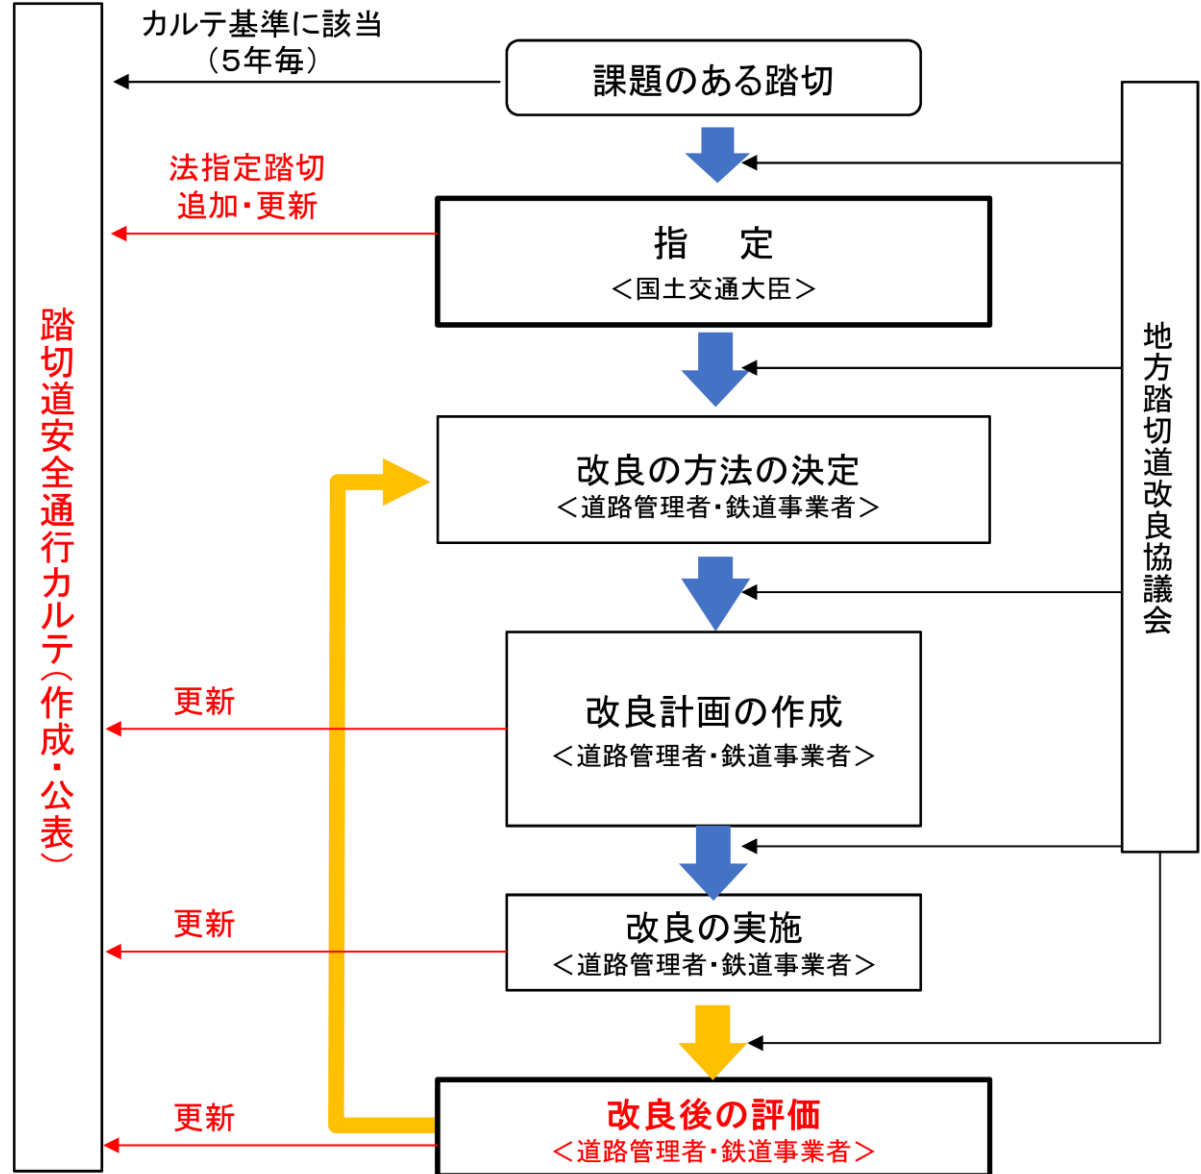 カルテ基準に該当
（５年毎）
課題のある踏切
法指定踏切
追加・更新
指　定
＜国土交通大臣＞
踏切道安全通行カルテ（作成・公表）
地方踏切道改良協議会
改良の方法の決定
＜道路管理者・鉄道事業者＞
更新
改良計画の作成
＜道路管理者・鉄道事業者＞
更新
改良の実施
＜道路管理者・鉄道事業者＞
更新
改良後の評価
＜道路管理者・鉄道事業者＞